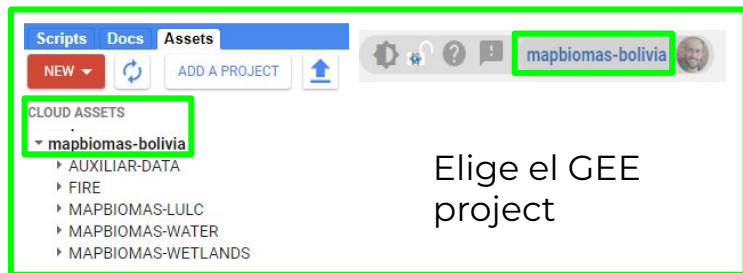 Scripts Docs Assets
NEW ADD A PROJECT
mapbiomas-bolivia
CLOUD ASSETS
mapbiomas-bolivia
AUXILIAR-DATA
FIRE
MAPBIOMAS-LULC
MAPBIOMAS-WATER
MAPBIOMAS-WETLANDS
Elige el GEE
project